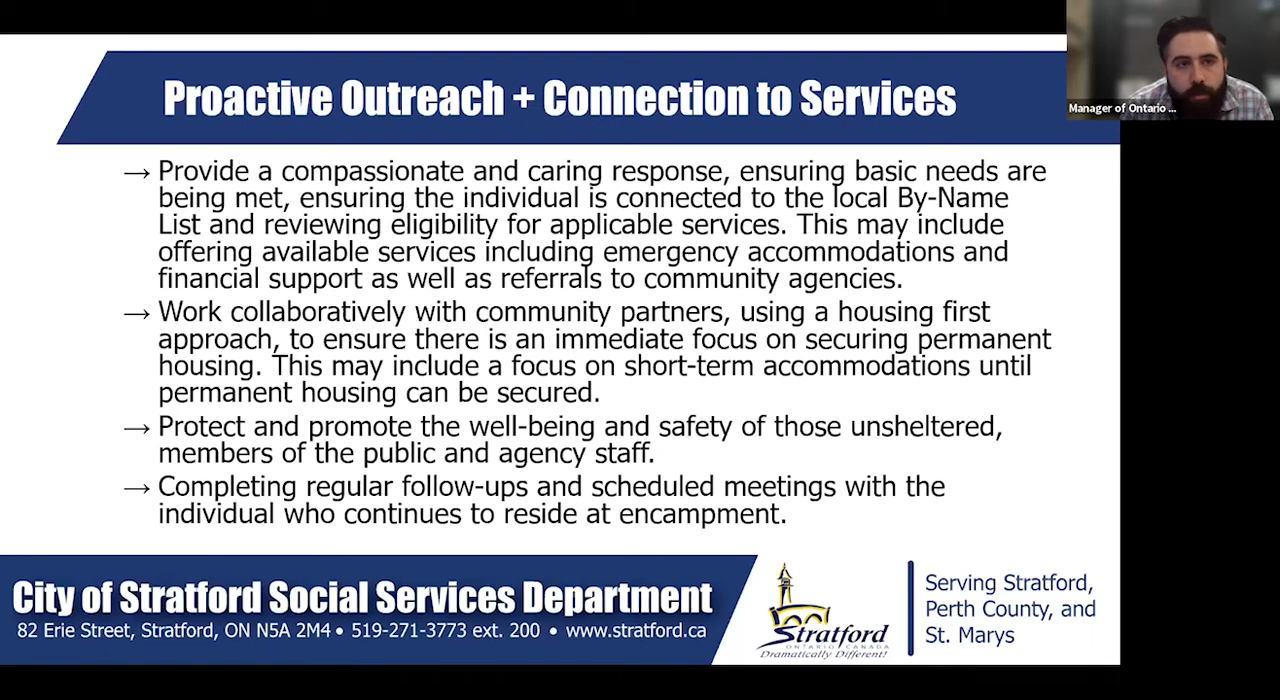 Proactive Outreach + Connection to Services
Manager of Ontario ...
→ Provide a compassionate and caring response, ensuring basic needs are
being met, ensuring the individual is connected to the local By-Name
List and reviewing eligibility for applicable services. This may include
offering available services including emergency accommodations and
financial support as well as referrals to community agencies.
→ Work collaboratively with community partners, using a housing first
approach, to ensure there is an immediate focus on securing permanent
housing. This may include a focus on short-term accommodations until
permanent housing can be secured.
→ Protect and promote the well-being and safety of those unsheltered,
members of the public and agency staff.
→ Completing regular follow-ups and scheduled meetings with the
individual who continues to reside at encampment.
City of Stratford Social Services Department
82 Erie Street, Stratford, ON N5A 2M4 • 519-271-3773 ext. 200 • www.stratford.ca
Stratford
ONTARIO CANADA
Dramatically Different!
Serving Stratford,
Perth County, and
St. Marys